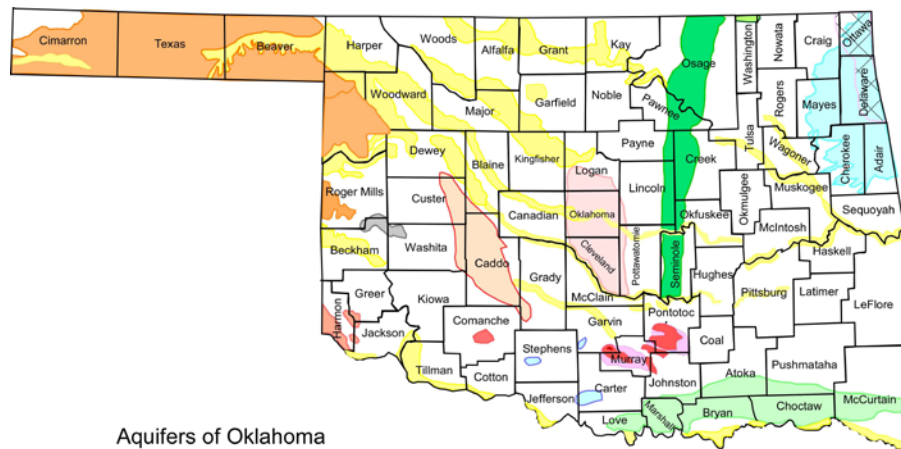 Cimarron
Texas
Beaver
Harper
Woods
Alfalfa
Grant
Kay
Osage
Washington
Nowata
Craig
Ottawa
Woodward
Major
Garfield
Noble
Pawnee
Rogers
Mayes
Delaware
Dewey
Blaine
Kingfisher
Logan
Payne
Creek
Tulsa
Wagoner
Cherokee
Adair
Roger Mills
Custer
Canadian
Oklahoma
Lincoln
Okfuskee
Okmulgee
Muskogee
McIntosh
Sequoyah
Beckham
Washita
Caddo
Grady
Cleveland
Pottawatomie
Seminole
Hughes
Haskell
Greer
Kiowa
McClain
Pittsburg
Latimer
LeFlore
Harmon
Jackson
Comanche
Garvin
Pontotoc
Coal
Stephens
Murray
Tillman
Cotton
Johnston
Atoka
Pushmataha
Jefferson
Carter
Love
Marshall
Bryan
Choctaw
McCurtain
Aquifers of Oklahoma